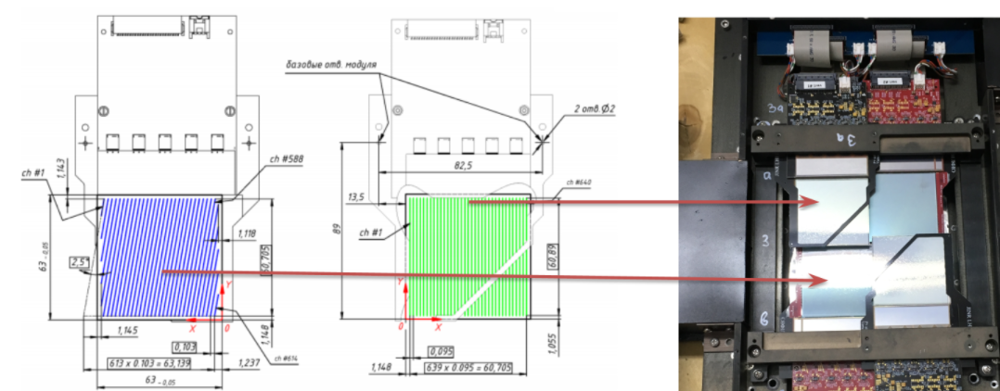 базовые отв. модуля
2 отв.Ø2
82,5
ch #588
ch #1
1,143
ch #640
13,5
ch #1
89
1,118
63 -0,05
2,5°
60,705
60,89
Y
X
0
Y
0
X
1,145
0,103
1,148
ch #614
613 x 0.103 = 63,139
1,237
63 -0,05
0,095
1,148
639 x 0.095 = 60,705
1,055
3а
3
6